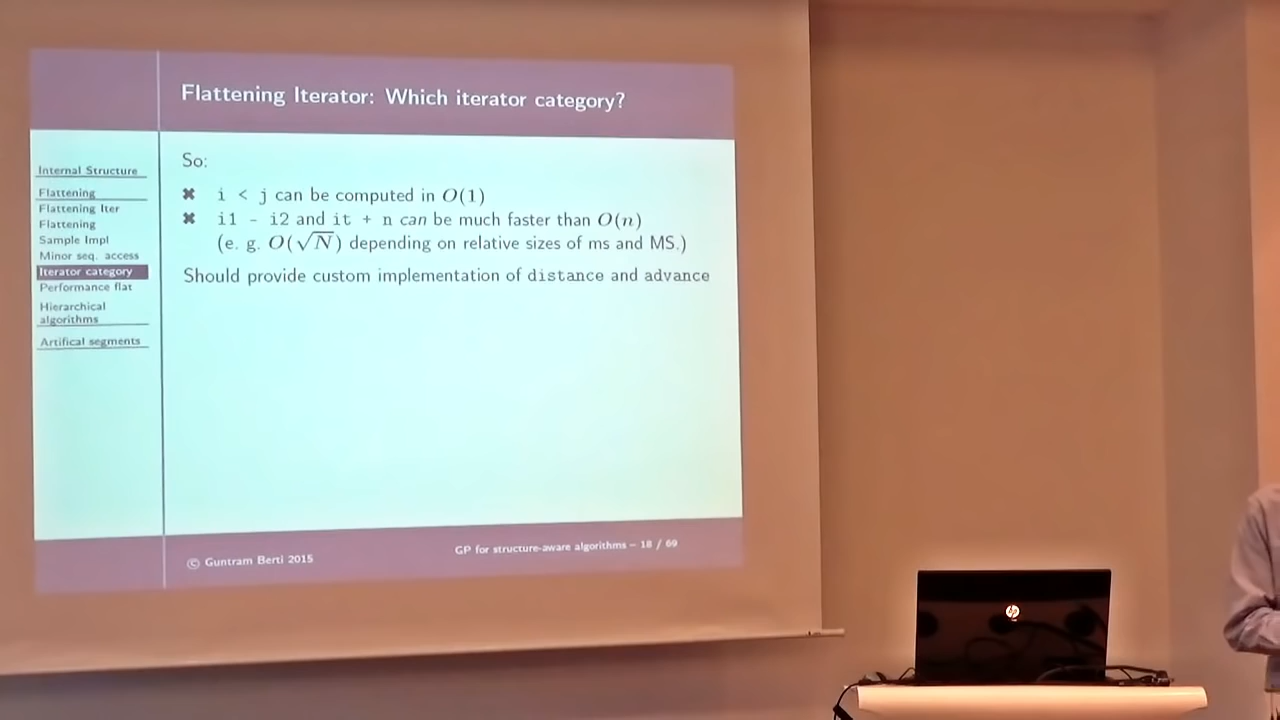 Flattening Iterator: Which iterator category?
Internal Structure
Flattening
Flattening Iter
Flattening
Sample Impl
Minor seq. access
Iterator category
Performance flat
Hierarchical
algorithms
Artifical segments
So:
✖ i < j can be computed in O(1)
✖ i1 - i2 and it + n can be much faster than O(n)
(e. g. O(√N) depending on relative sizes of ms and MS.)
Should provide custom implementation of distance and advance
© Guntram Berti 2015
GP for structure-aware algorithms – 18 / 69
hp